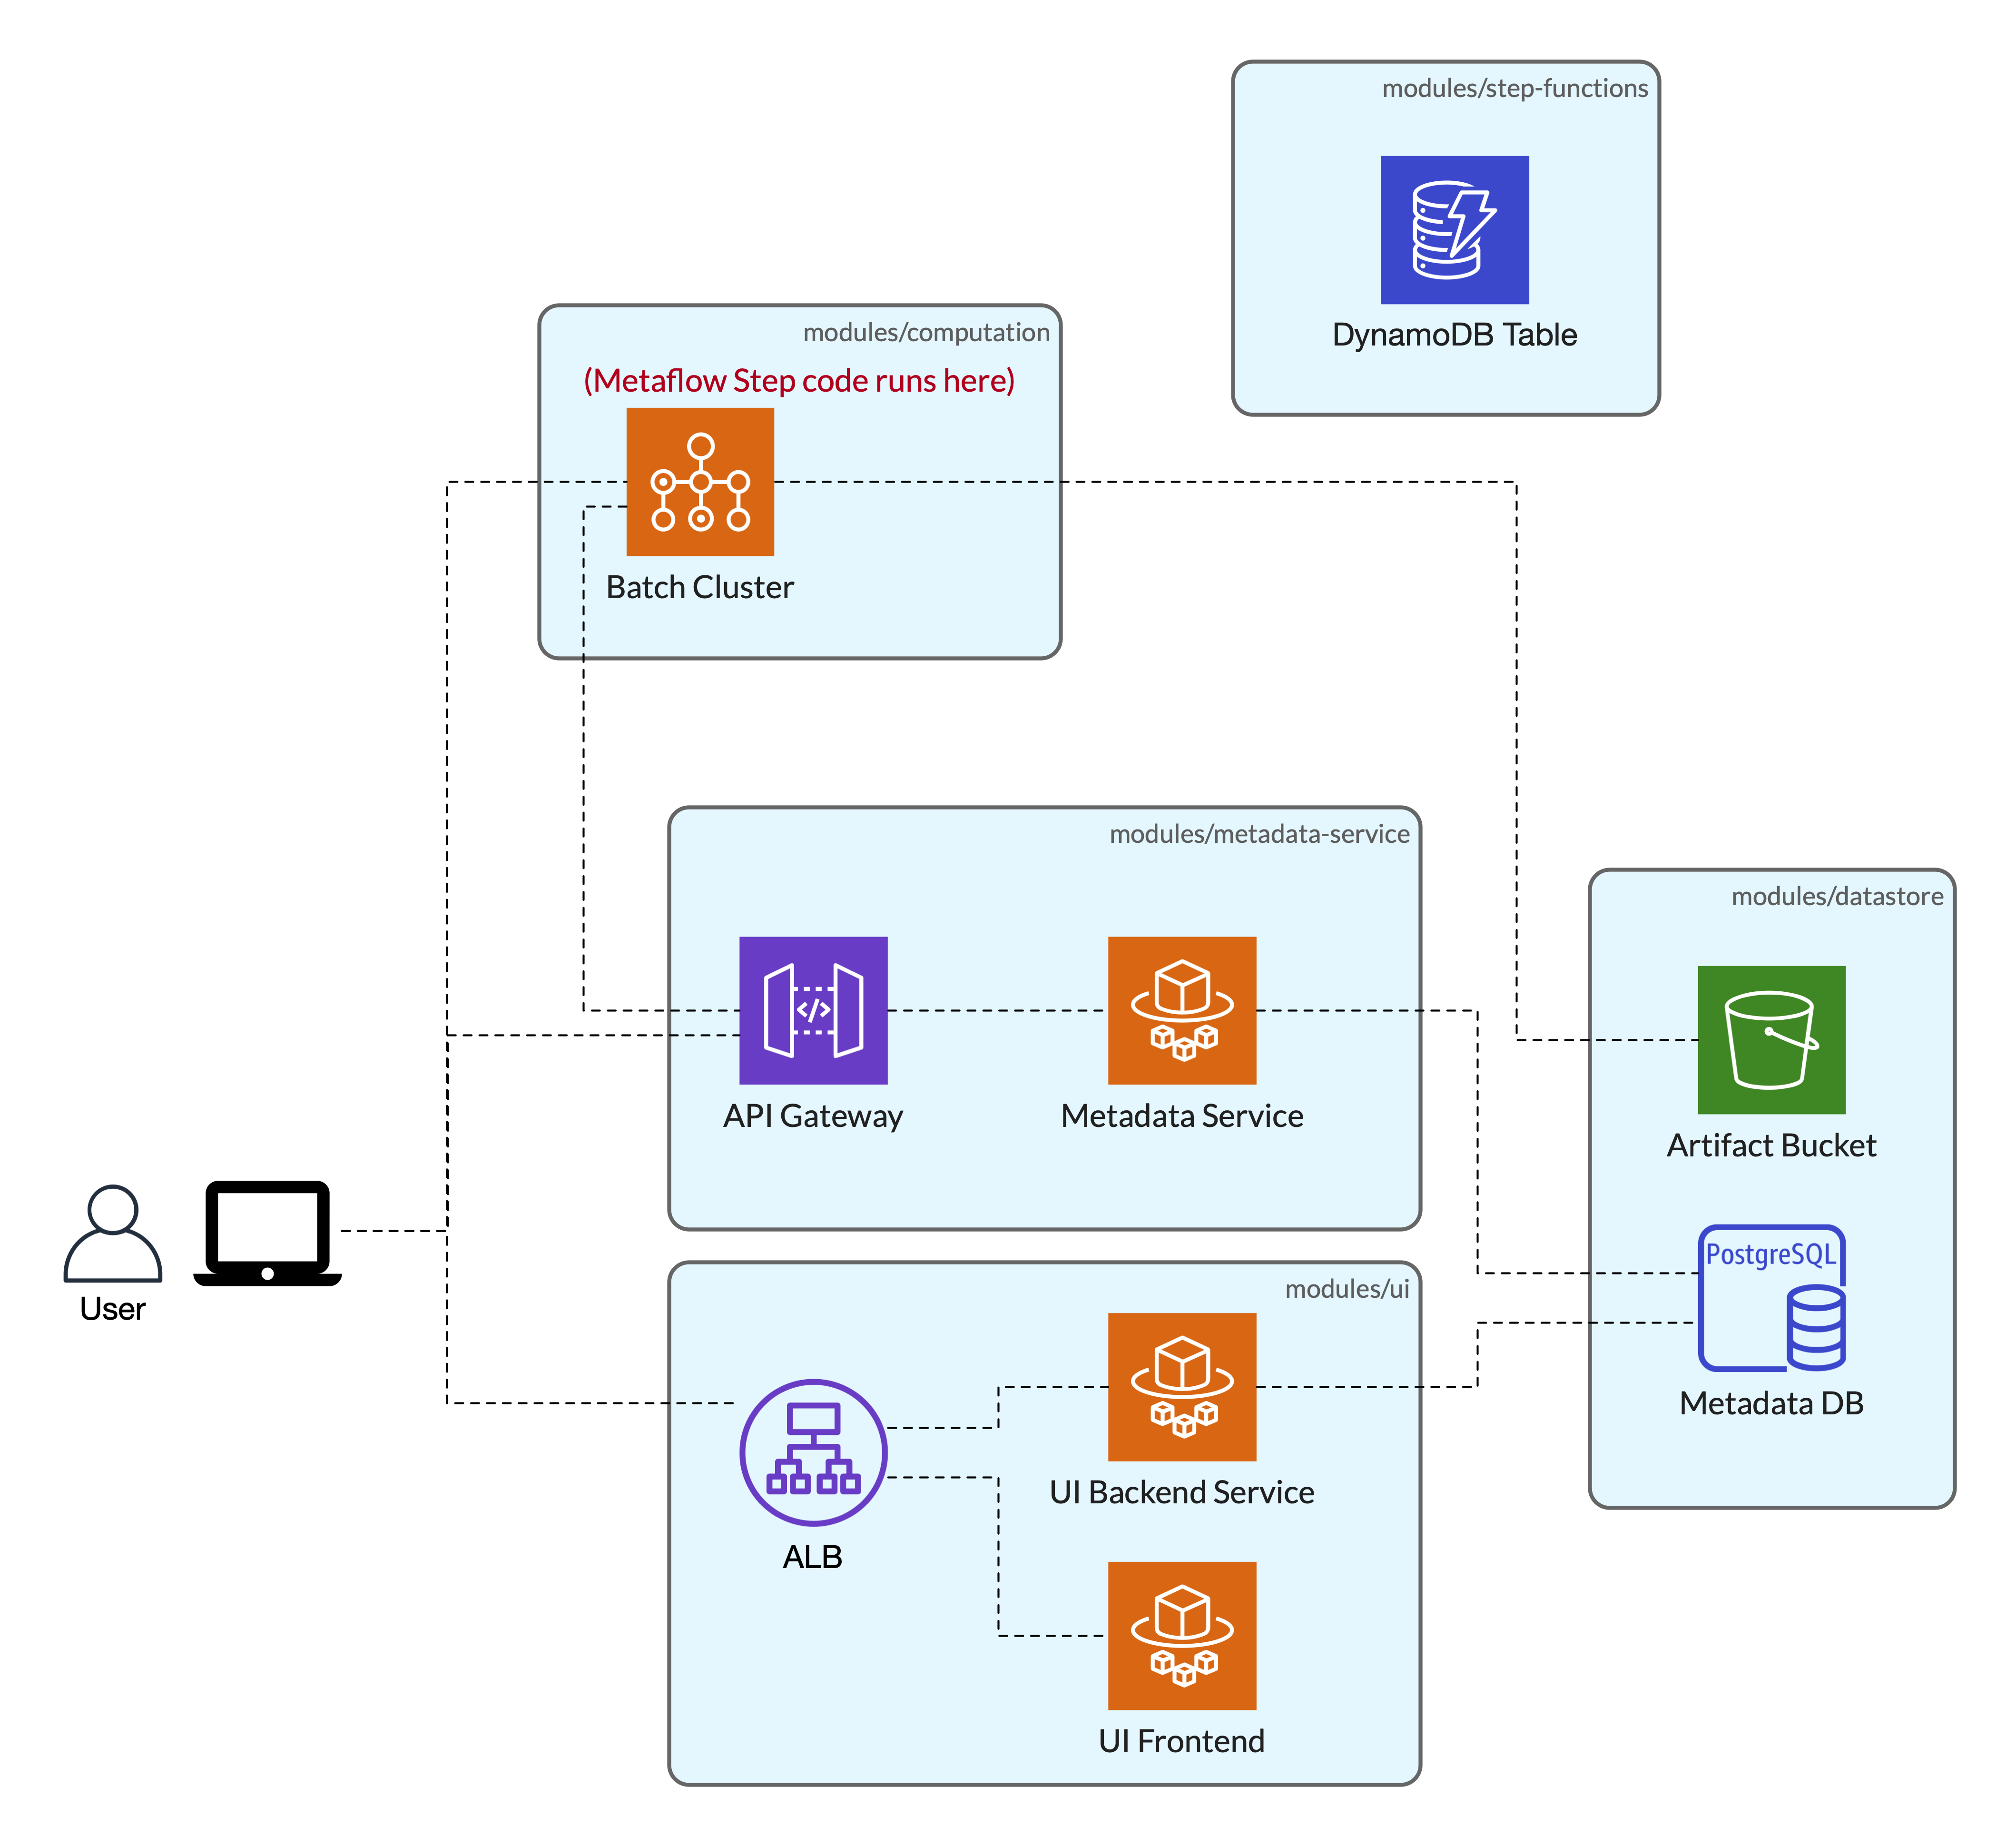 modules/step-functions
DynamoDB Table
modules/computation
(Metaflow Step code runs here)
Batch Cluster
modules/metadata-service
API Gateway
Metadata Service
modules/datastore
Artifact Bucket
PostgreSQL
Metadata DB
User
modules/ui
UI Backend Service
ALB
UI Frontend